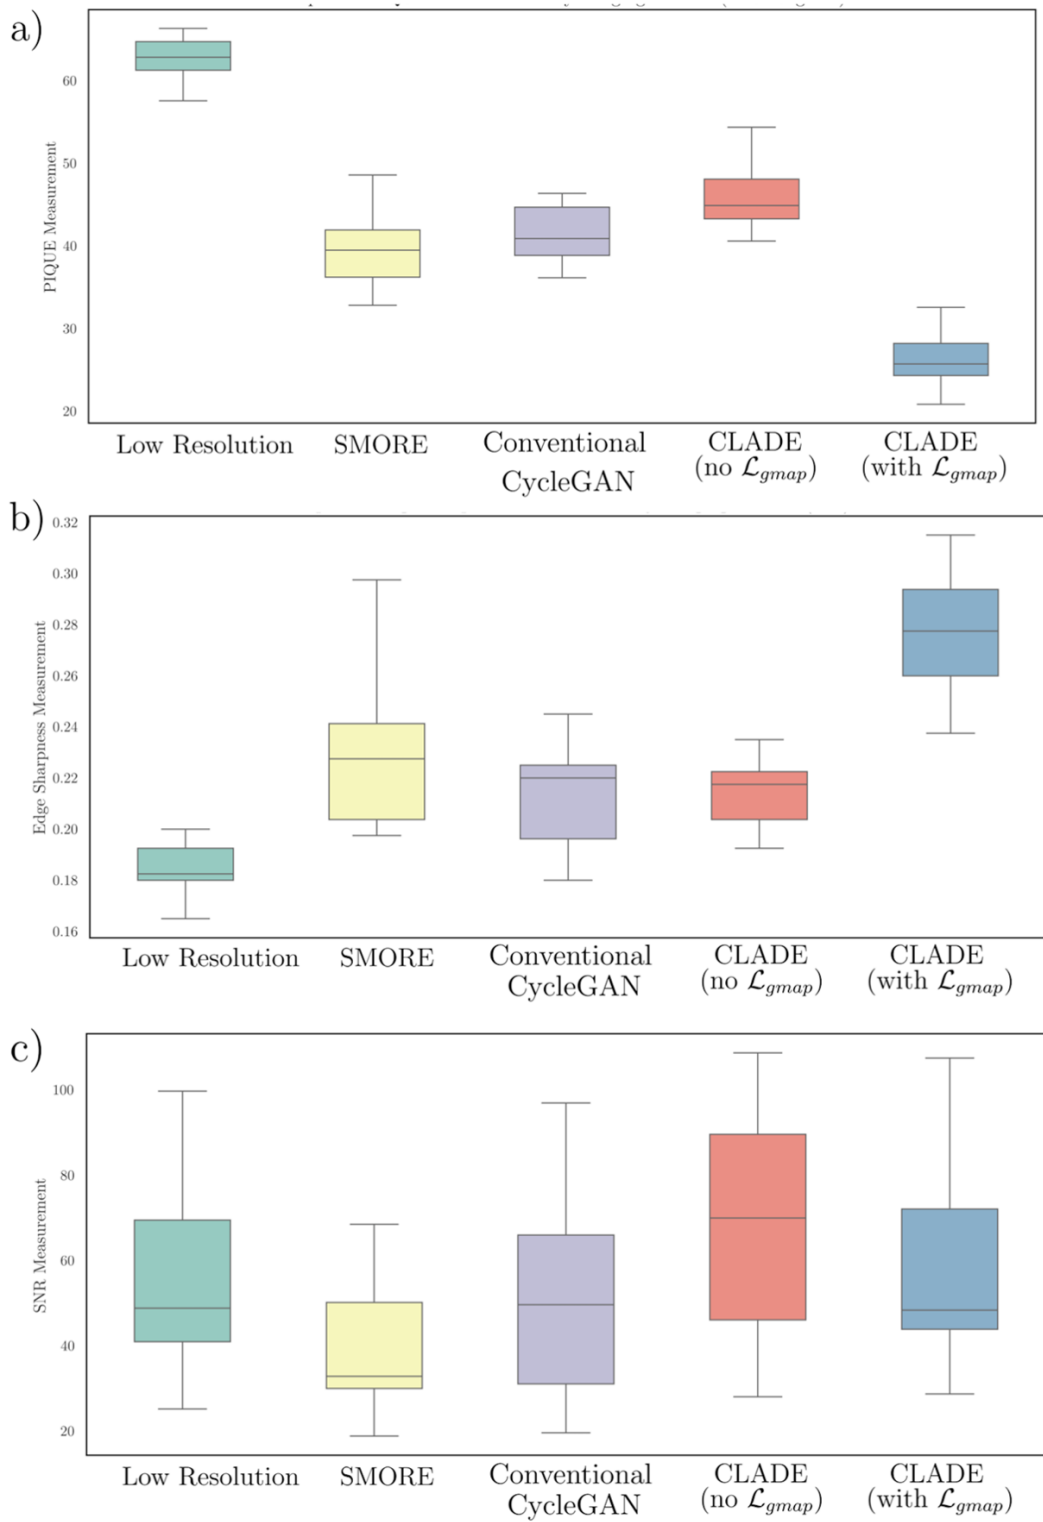 a)
60
50
40
30
20
PIQUE Measurement
Low Resolution SMORE Conventional CycleGAN CLADE (no ℒgmap) CLADE (with ℒgmap)
b)
0.32
0.30
0.28
0.26
0.24
0.22
0.20
0.18
0.16
Edge Sharpness Measurement
Low Resolution SMORE Conventional CycleGAN CLADE (no ℒgmap) CLADE (with ℒgmap)
c)
100
80
60
40
20
SNR Measurement
Low Resolution SMORE Conventional CycleGAN CLADE (no ℒgmap) CLADE (with ℒgmap)